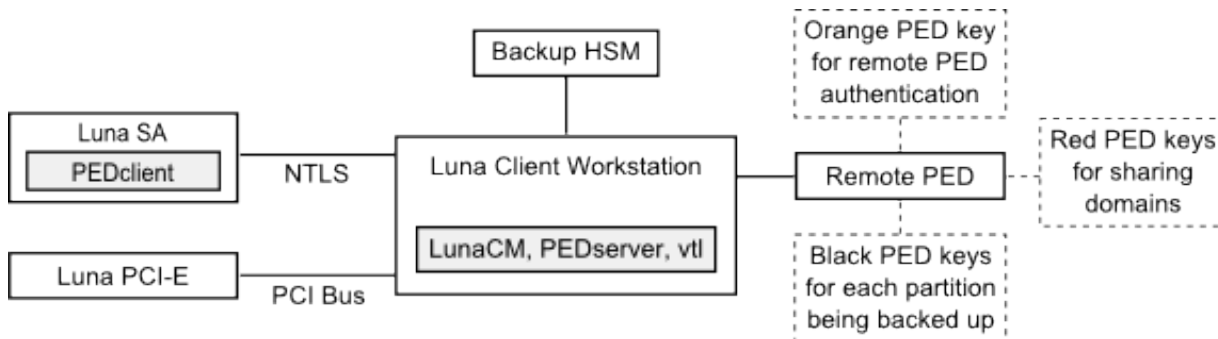 Luna SA
PEDclient
NTLS
Luna PCI-E
PCI Bus
Backup HSM
Luna Client Workstation
LunaCM, PEDserver, vtl
Orange PED key
for remote PED
authentication
Remote PED
Black PED keys
for each partition
being backed up
Red PED keys
for sharing
domains